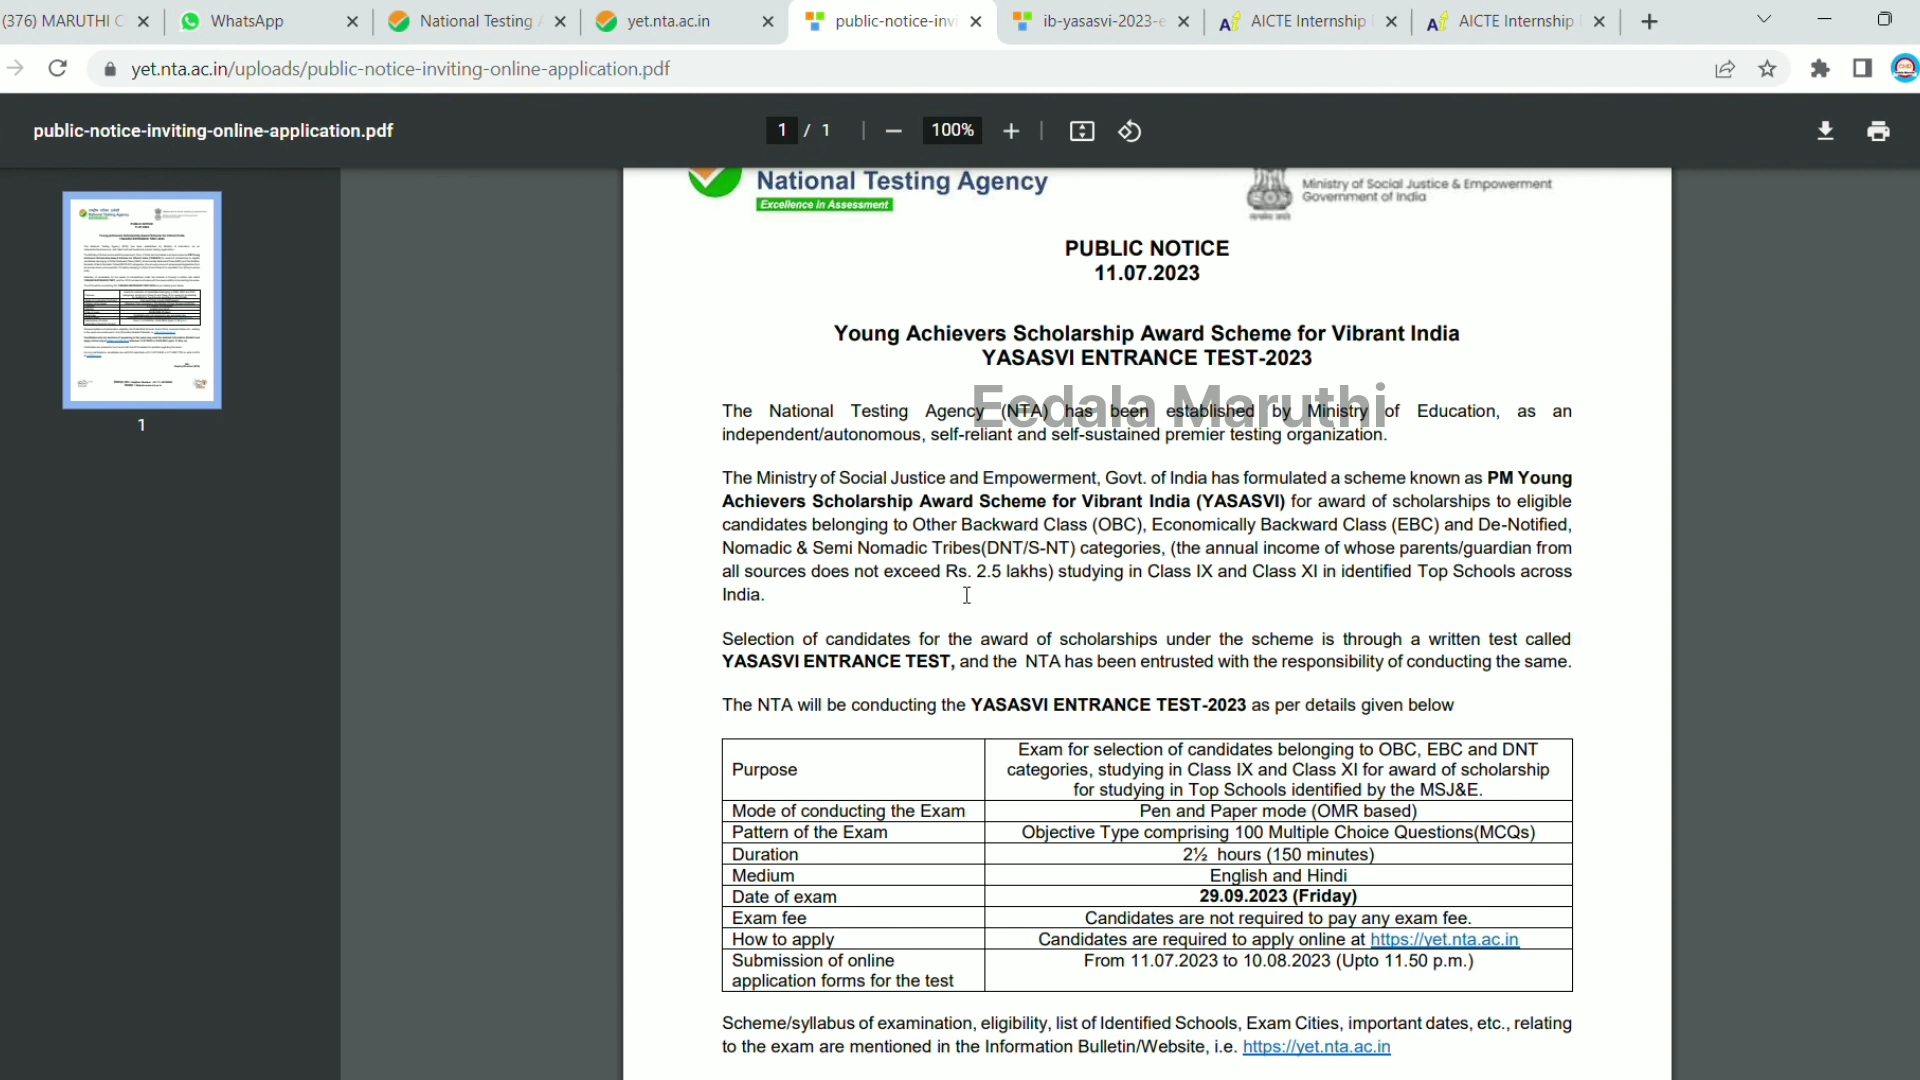 (376) MARUTHI C
WhatsApp
National Testing A
yet.nta.ac.in
public-notice-invi
ib-yasasvi-2023-e
AICTE Internship
AICTE Internship
yet.nta.ac.in/uploads/public-notice-inviting-online-application.pdf
public-notice-inviting-online-application.pdf
1 / 1
100%
1
National Testing Agency
Excellence in Assessment
Ministry of Social Justice & Empowerment
Government of India
PUBLIC NOTICE
11.07.2023
Young Achievers Scholarship Award Scheme for Vibrant India
YASASVI ENTRANCE TEST-2023
Eedala Maruthi
The National Testing Agency (NTA) has been established by Ministry of Education, as an
independent/autonomous, self-reliant and self-sustained premier testing organization.
The Ministry of Social Justice and Empowerment, Govt. of India has formulated a scheme known as PM Young
Achievers Scholarship Award Scheme for Vibrant India (YASASVI) for award of scholarships to eligible
candidates belonging to Other Backward Class (OBC), Economically Backward Class (EBC) and De-Notified,
Nomadic & Semi Nomadic Tribes(DNT/S-NT) categories, (the annual income of whose parents/guardian from
all sources does not exceed Rs. 2.5 lakhs) studying in Class IX and Class XI in identified Top Schools across
India.
Selection of candidates for the award of scholarships under the scheme is through a written test called
YASASVI ENTRANCE TEST, and the NTA has been entrusted with the responsibility of conducting the same.
The NTA will be conducting the YASASVI ENTRANCE TEST-2023 as per details given below
Purpose
Exam for selection of candidates belonging to OBC, EBC and DNT
categories, studying in Class IX and Class XI for award of scholarship
for studying in Top Schools identified by the MSJ&E.
Mode of conducting the Exam
Pen and Paper mode (OMR based)
Pattern of the Exam
Objective Type comprising 100 Multiple Choice Questions(MCQs)
Duration
2½ hours (150 minutes)
Medium
English and Hindi
Date of exam
29.09.2023 (Friday)
Exam fee
Candidates are not required to pay any exam fee.
How to apply
Candidates are required to apply online at https://yet.nta.ac.in
Submission of online
application forms for the test
From 11.07.2023 to 10.08.2023 (Upto 11.50 p.m.)
Scheme/syllabus of examination, eligibility, list of Identified Schools, Exam Cities, important dates, etc., relating
to the exam are mentioned in the Information Bulletin/Website, i.e. https://yet.nta.ac.in